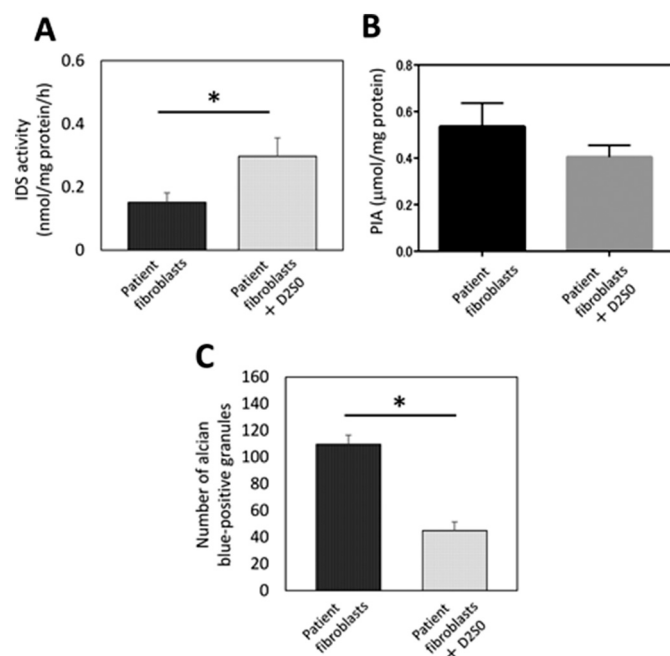 A
IDS activity
(nmol/mg protein/h)
0.6
0.4
0.2
0
*
Patient
fibroblasts
Patient
fibroblasts
+ D250
B
PIA (μmol/mg protein)
0.8
0.6
0.4
0.2
0.0
Patient
fibroblasts
Patient
fibroblasts
+ D250
C
Number of alcian
blue-positive granules
160
140
120
100
80
60
40
20
0
*
Patient
fibroblasts
Patient
fibroblasts
+ D250